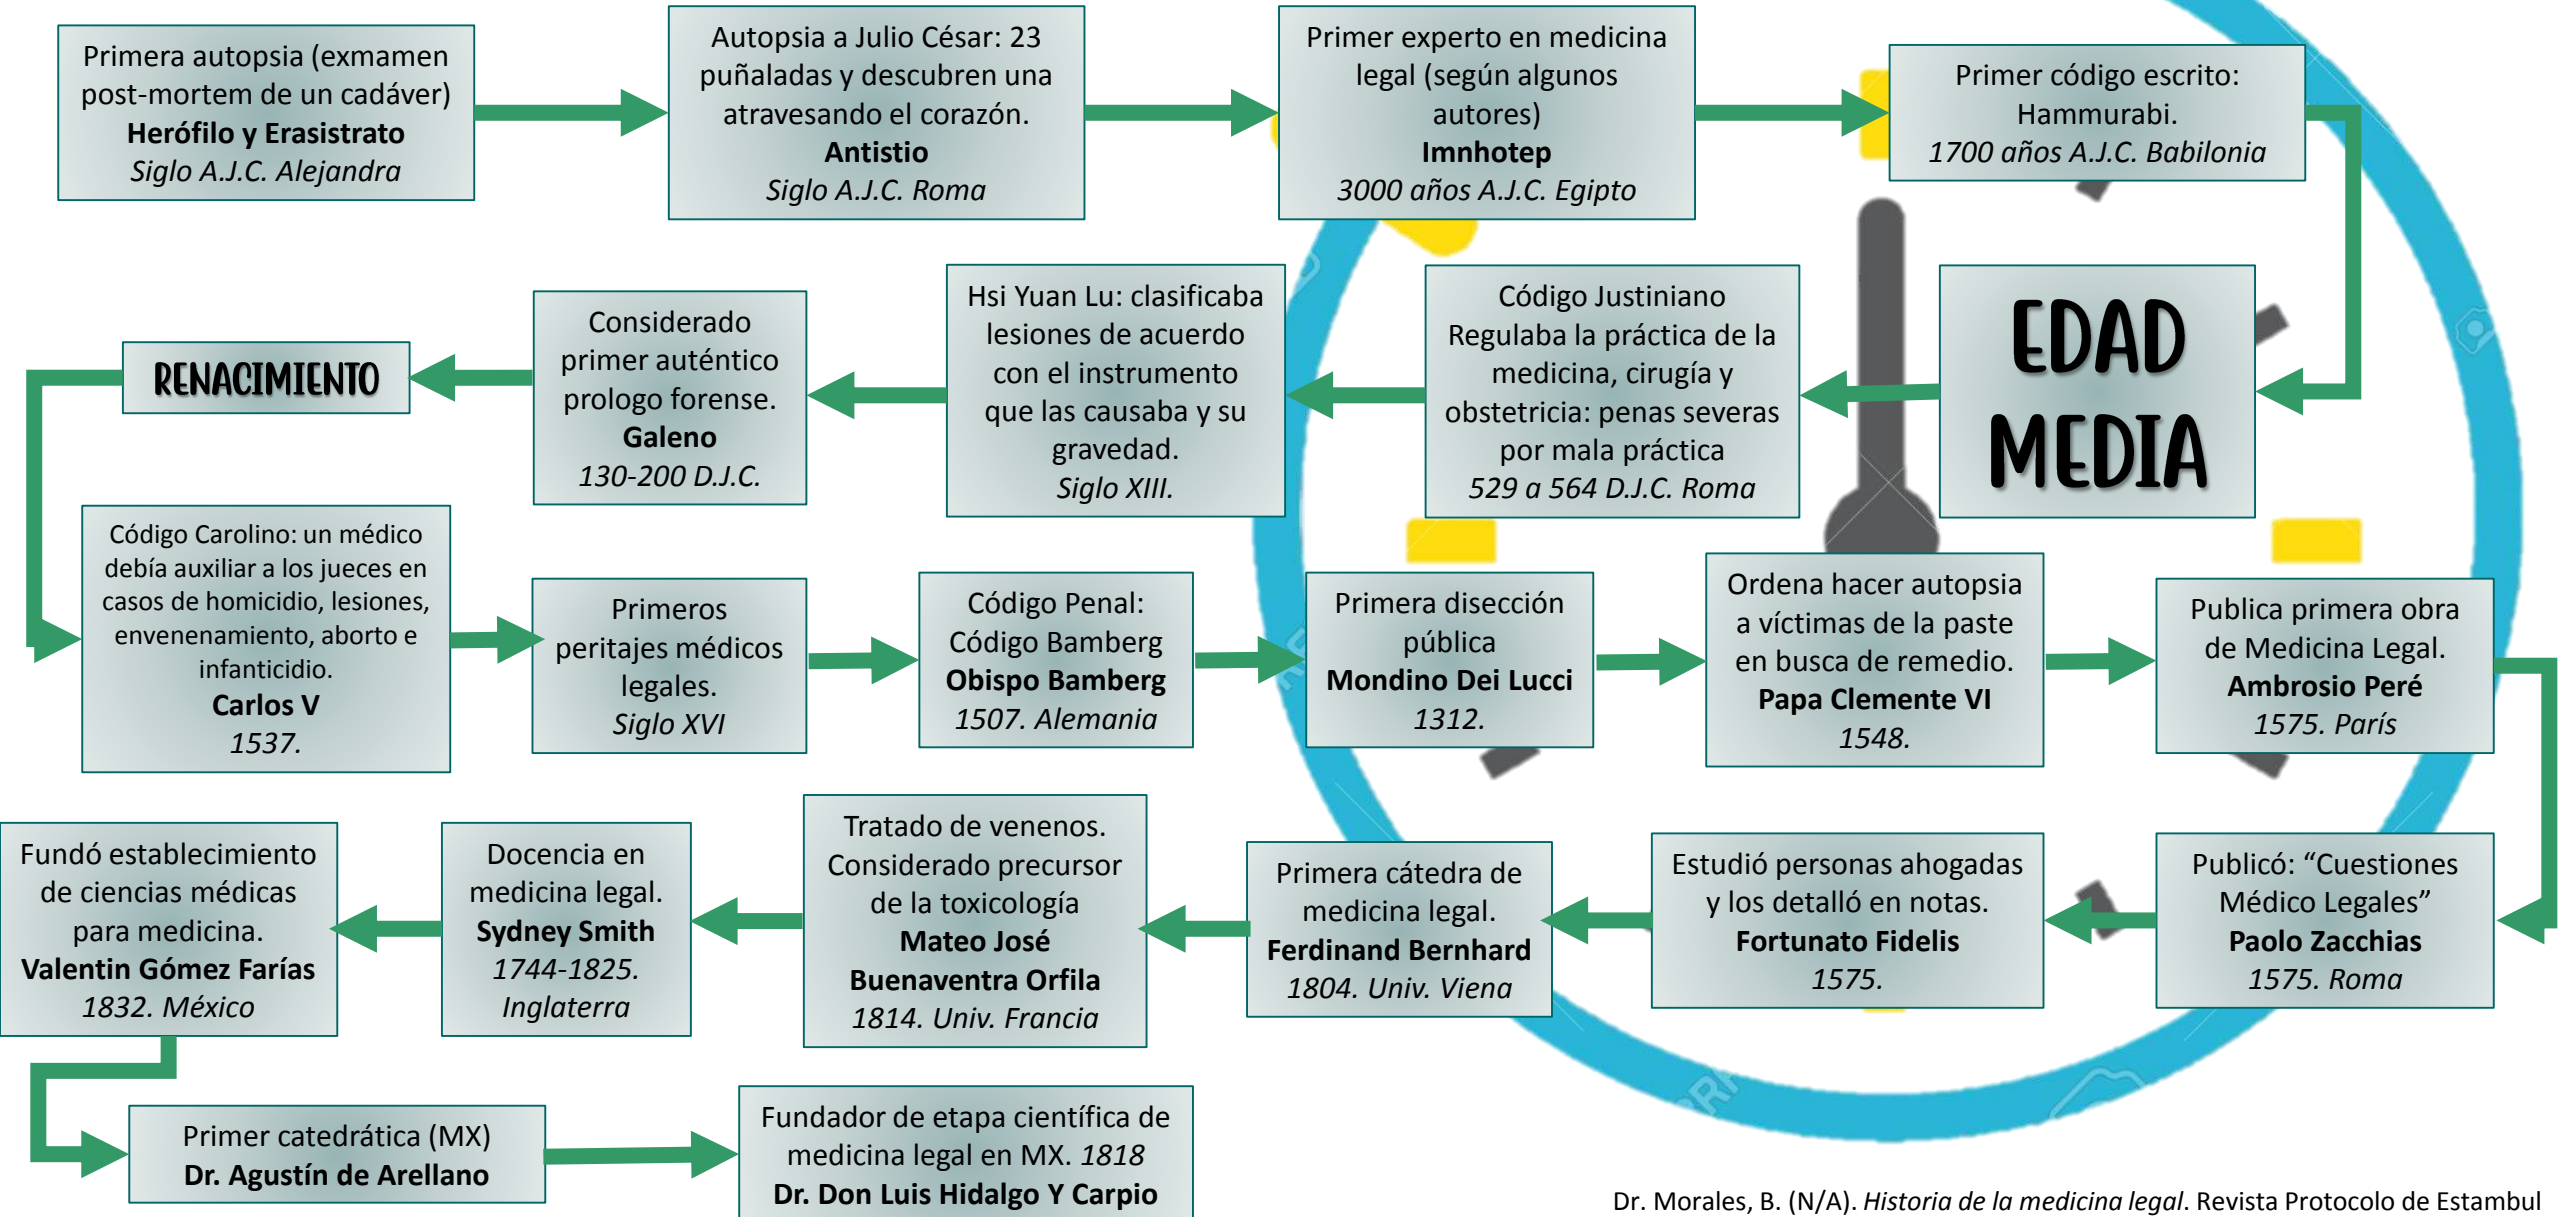 Primera autopsia (exmamen
post-mortem de un cadáver)
Herófilo y Erasistrato
Siglo A.J.C. Alejandra
Autopsia a Julio César: 23
puñaladas y descubren una
atravesando el corazón.
Antistio
Siglo A.J.C. Roma
Primer experto en medicina
legal (según algunos
autores)
Imnhotep
3000 años A.J.C. Egipto
Primer código escrito:
Hammurabi.
1700 años A.J.C. Babilonia
EDAD
MEDIA
Código Justiniano
Regulaba la práctica de la
medicina, cirugía y
obstetricia: penas severas
por mala práctica
529 a 564 D.J.C. Roma
Hsi Yuan Lu: clasificaba
lesiones de acuerdo
con el instrumento
que las causaba y su
gravedad.
Siglo XIII.
Considerado
primer auténtico
prologo forense.
Galeno
130-200 D.J.C.
RENACIMIENTO
Código Carolino: un médico
debía auxiliar a los jueces en
casos de homicidio, lesiones,
envenenamiento, aborto e
infanticidio.
Carlos V
1537.
Primeros
peritajes médicos
legales.
Siglo XVI
Código Penal:
Código Bamberg
Obispo Bamberg
1507. Alemania
Primera disección
pública
Mondino Dei Lucci
1312.
Ordena hacer autopsia
a víctimas de la paste
en busca de remedio.
Papa Clemente VI
1548.
Publica primera obra
de Medicina Legal.
Ambrosio Peré
1575. París
Publicó: “Cuestiones
Médico Legales”
Paolo Zacchias
1575. Roma
Estudió personas ahogadas
y los detalló en notas.
Fortunato Fidelis
1575.
Primera cátedra de
medicina legal.
Ferdinand Bernhard
1804. Univ. Viena
Tratado de venenos.
Considerado precursor
de la toxicología
Mateo José
Buenaventra Orfila
1814. Univ. Francia
Docencia en
medicina legal.
Sydney Smith
1744-1825.
Inglaterra
Fundó establecimiento
de ciencias médicas
para medicina.
Valentin Gómez Farías
1832. México
Primer catedrática (MX)
Dr. Agustín de Arellano
Fundador de etapa científica de
medicina legal en MX. 1818
Dr. Don Luis Hidalgo Y Carpio
Dr. Morales, B. (N/A). Historia de la medicina legal. Revista Protocolo de Estambul